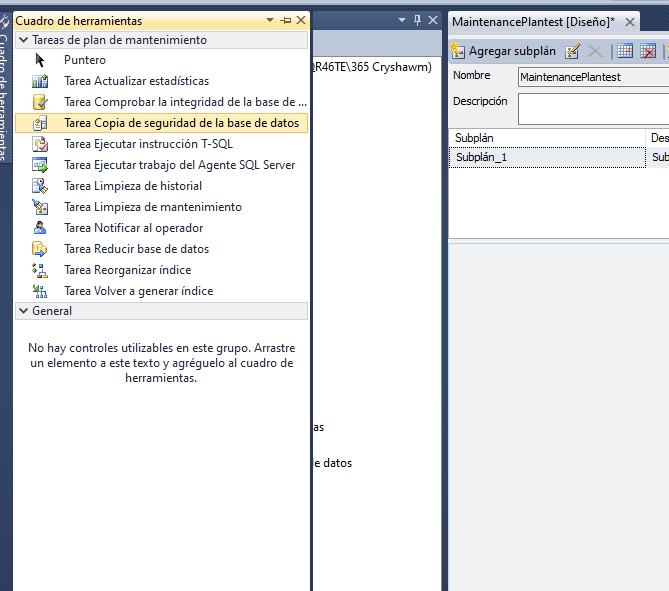 Cuadro de herramientas
Cuadro de herramientas
Tareas de plan de mantenimiento
Puntero
Tarea Actualizar estadísticas
Tarea Comprobar la integridad de la base de ...
Tarea Copia de seguridad de la base de datos
Tarea Ejecutar instrucción T-SQL
Tarea Ejecutar trabajo del Agente SQL Server
Tarea Limpieza de historial
Tarea Limpieza de mantenimiento
Tarea Notificar al operador
Tarea Reducir base de datos
Tarea Reorganizar índice
Tarea Volver a generar índice
General
No hay controles utilizables en este grupo. Arrastre
un elemento a este texto y agréguelo al cuadro de
herramientas.
QR46TE\365 Cryshawm)
as
e datos
MaintenancePlantest [Diseño]*
Agregar subplán
Nombre
MaintenancePlantest
Descripción
Subplán
Des
Subplán_1
Sub